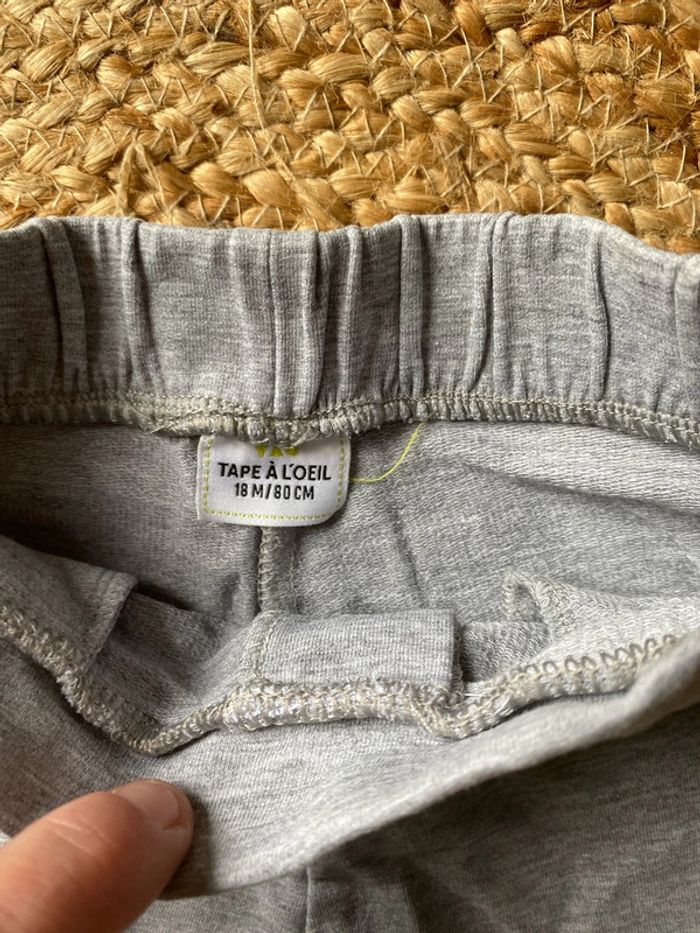 TAPE À L'OEIL
18 M/80 CM